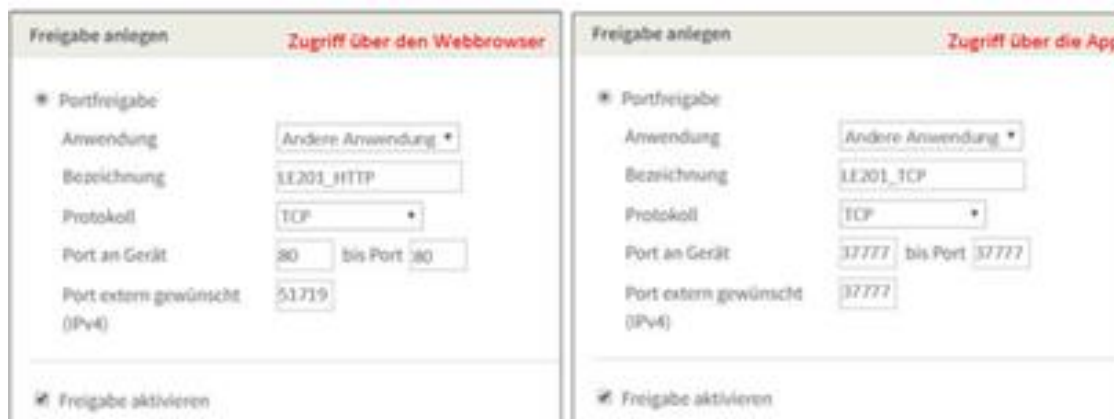 Freigabe anlegen Zugriff über den Webbrowser
Portfreigabe
Anwendung Andere Anwendung
Bezeichnung LE201_HTTP
Protokoll TCP
Port an Gerät 80 bis Port 80
Port extern gewünscht 51719
(IPv4)
Freigabe aktivieren
Freigabe anlegen Zugriff über die App
Portfreigabe
Anwendung Andere Anwendung
Bezeichnung LE201_TCP
Protokoll TCP
Port an Gerät 37777 bis Port 37777
Port extern gewünscht 37777
(IPv4)
Freigabe aktivieren